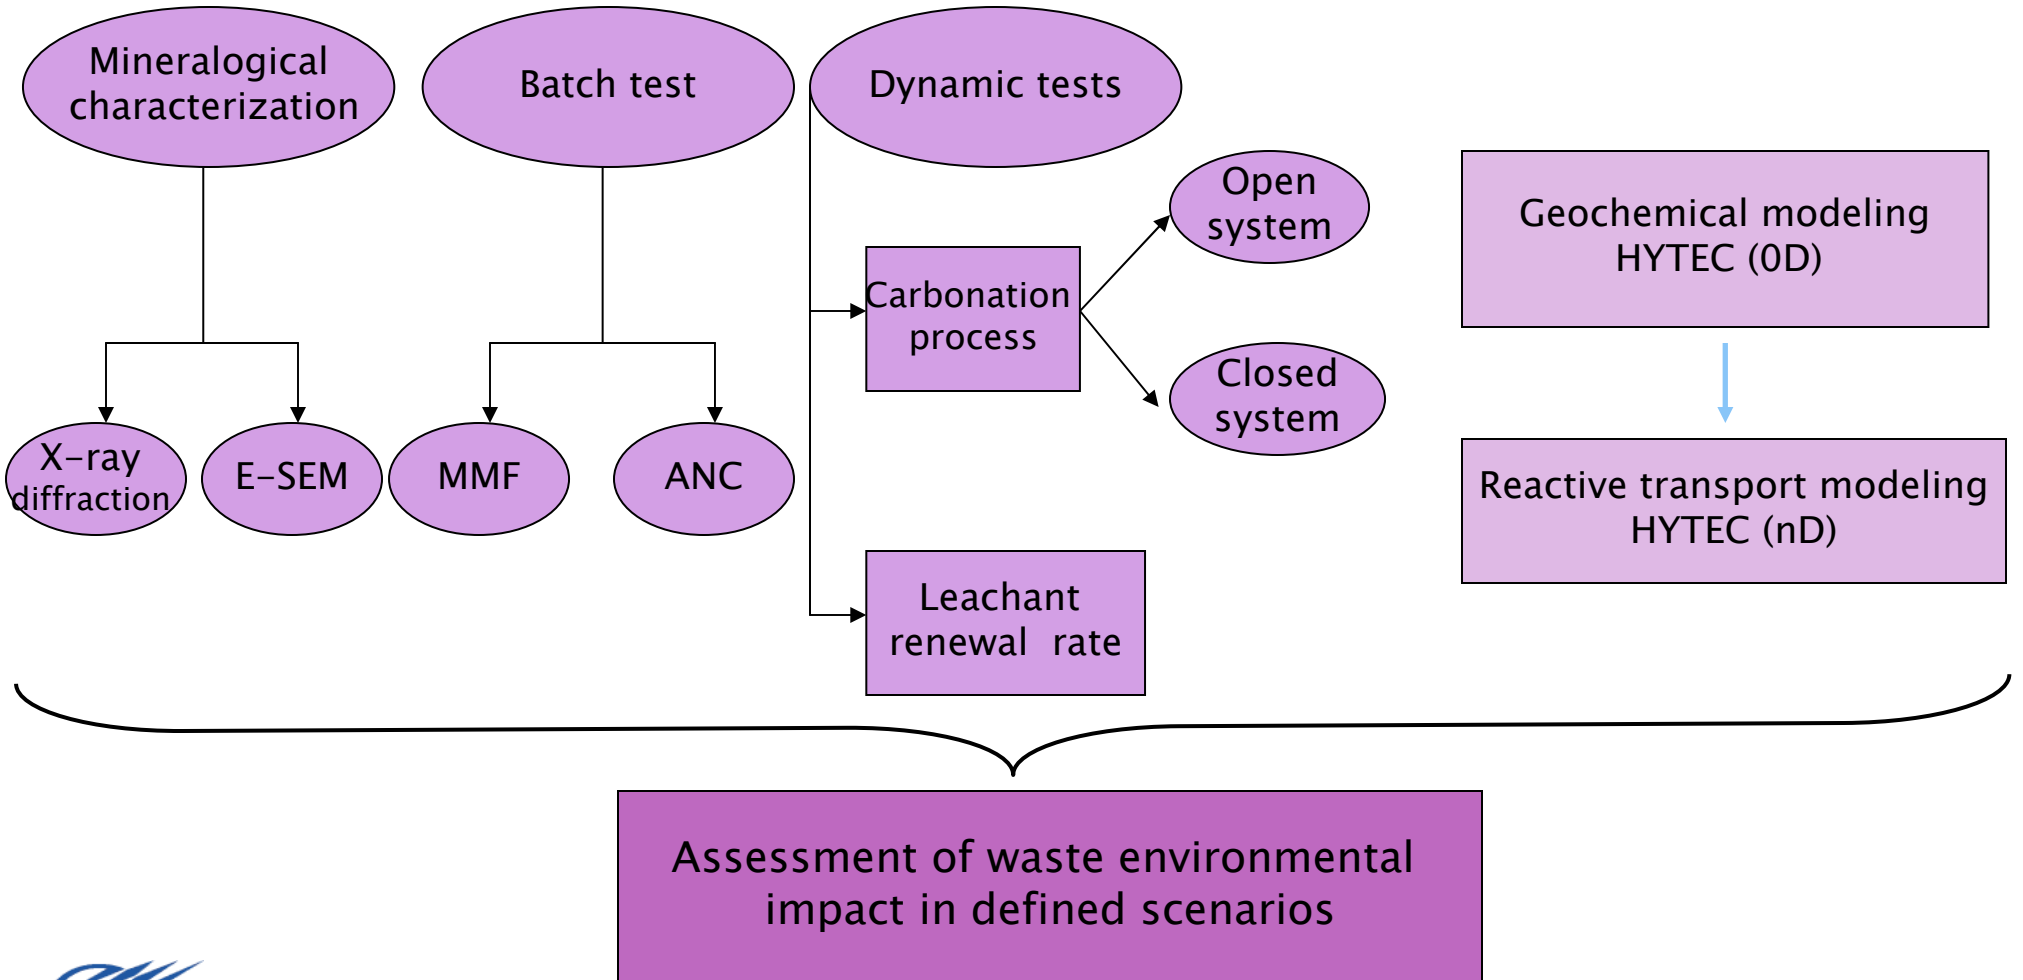 Mineralogical
characterization
Batch test
Dynamic tests
Open
system
Geochemical modeling
HYTEC (0D)
Carbonation
process
Closed
system
X-ray
diffraction
E-SEM
MMF
ANC
Reactive transport modeling
HYTEC (nD)
Leachant
renewal rate
Assessment of waste environmental
impact in defined scenarios